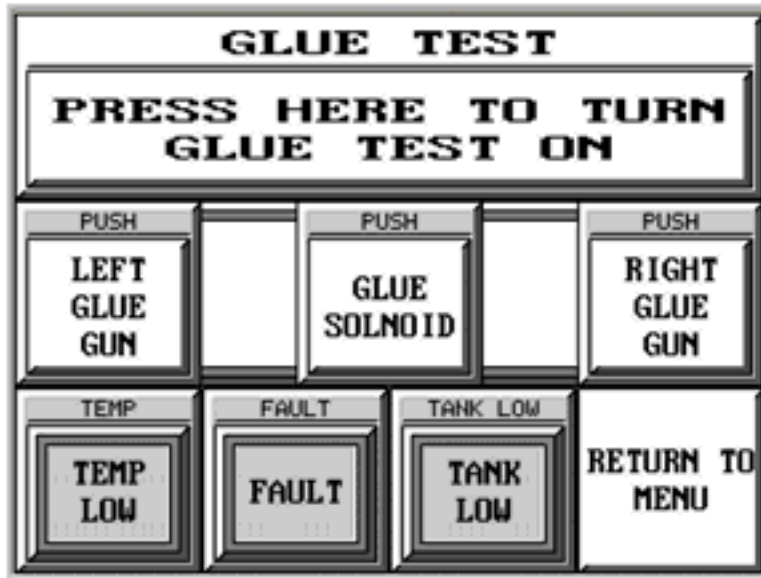 GLUE TEST
PRESS HERE TO TURN
GLUE TEST ON
PUSH
LEFT
GLUE
GUN
PUSH
GLUE
SOLNOID
PUSH
RIGHT
GLUE
GUN
TEMP
TEMP
LOW
FAULT
FAULT
TANK LOW
TANK
LOW
RETURN TO
MENU